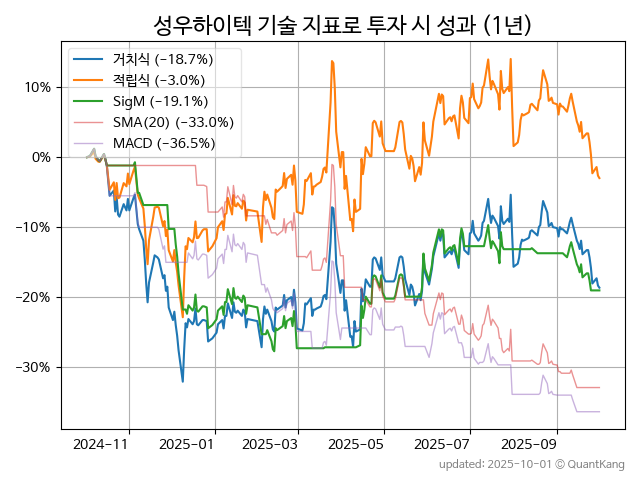 성우하이텍 기술 지표로 투자 시 성과 (1년)
거치식 (−18.7%)
적립식 (−3.0%)
SigM (−19.1%)
SMA(20) (−33.0%)
MACD (−36.5%)
10%
0%
−10%
−20%
−30%
2024-11 2025-01 2025-03 2025-05 2025-07 2025-09
updated: 2025-10-01 © QuantKang